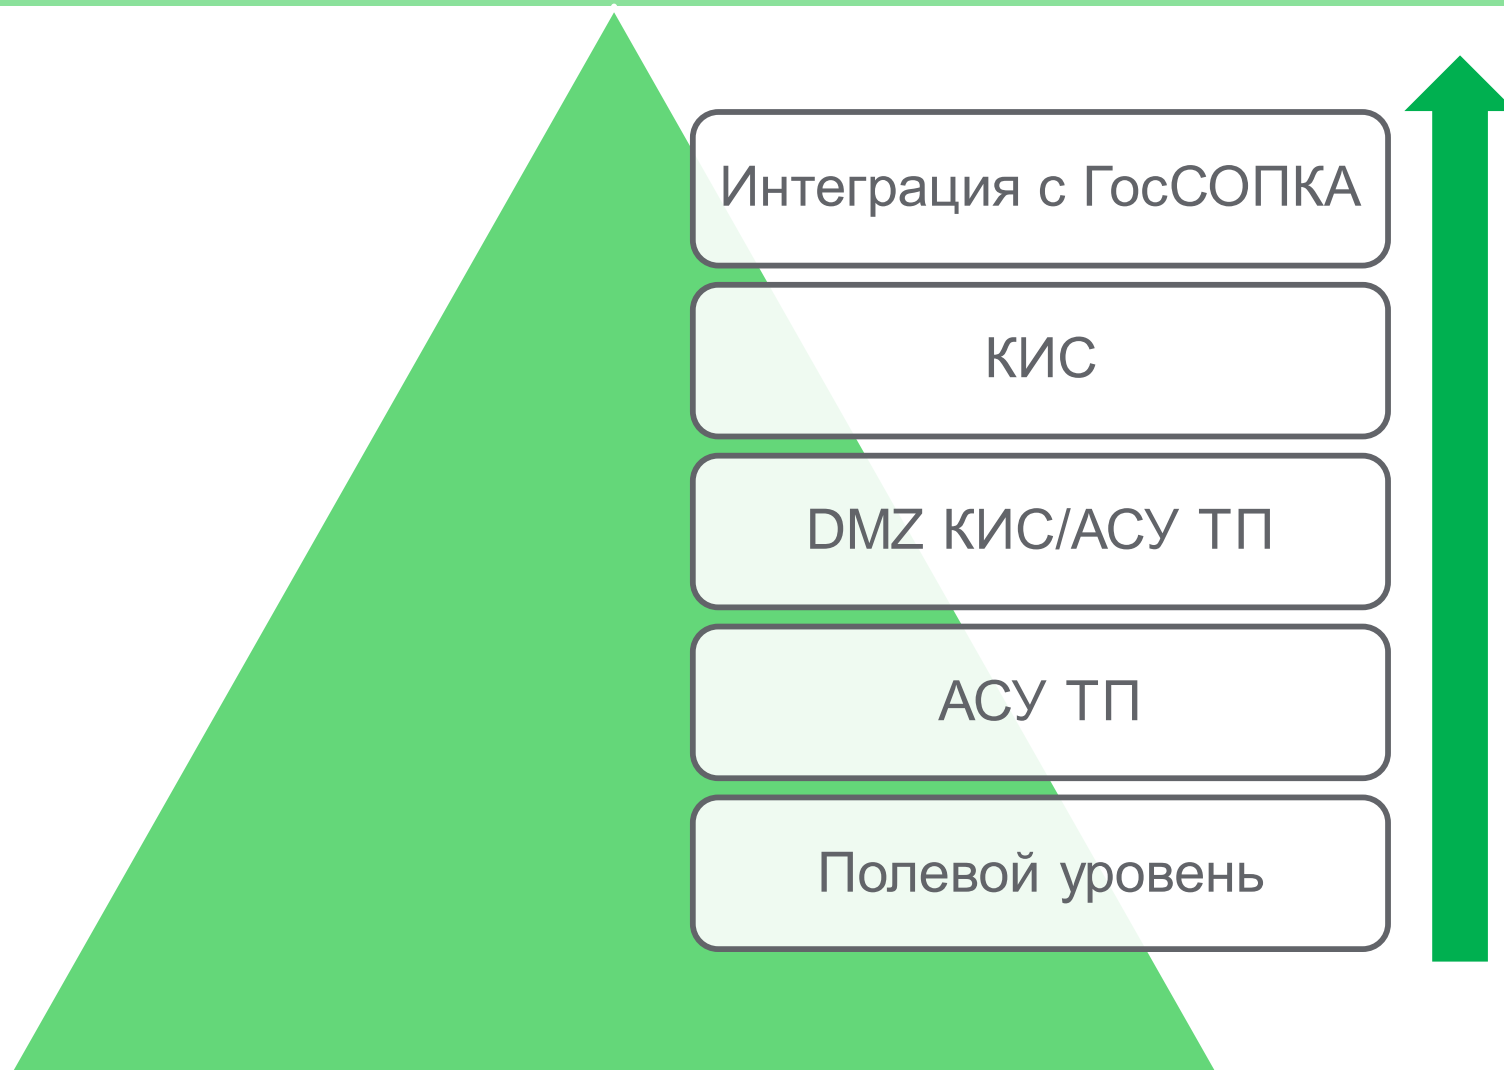 Интеграция с ГосСОПКА
КИС
DMZ КИС/АСУ ТП
АСУ ТП
Полевой уровень